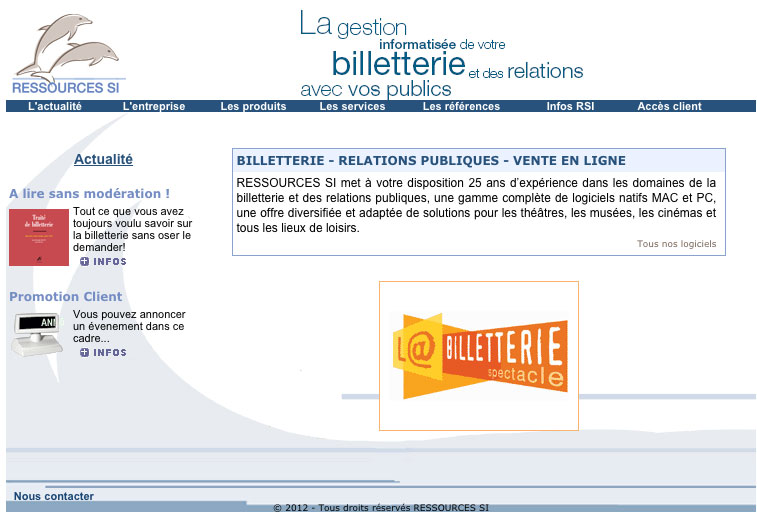 La gestion
informatisée de votre
billetterie et des relations
avec vos publics
RESSOURCES SI
L'actualité L'entreprise Les produits Les services Les références Infos RSI Accès client
Actualité
A lire sans modération !
Traité
de billetterie
Tout ce que vous avez
toujours voulu savoir sur
la billetterie sans oser le
demander!
INFOS
Promotion Client
AN
Vous pouvez annoncer
un évenement dans ce
cadre...
INFOS
BILLETTERIE - RELATIONS PUBLIQUES - VENTE EN LIGNE
RESSOURCES SI met à votre disposition 25 ans d'expérience dans les domaines de la
billetterie et des relations publiques, une gamme complète de logiciels natifs MAC et PC,
une offre diversifiée et adaptée de solutions pour les théâtres, les musées, les cinémas et
tous les lieux de loisirs.
Tous nos logiciels
L@ BILLETTERIE
spectacle
Nous contacter
© 2012 - Tous droits réservés RESSOURCES SI